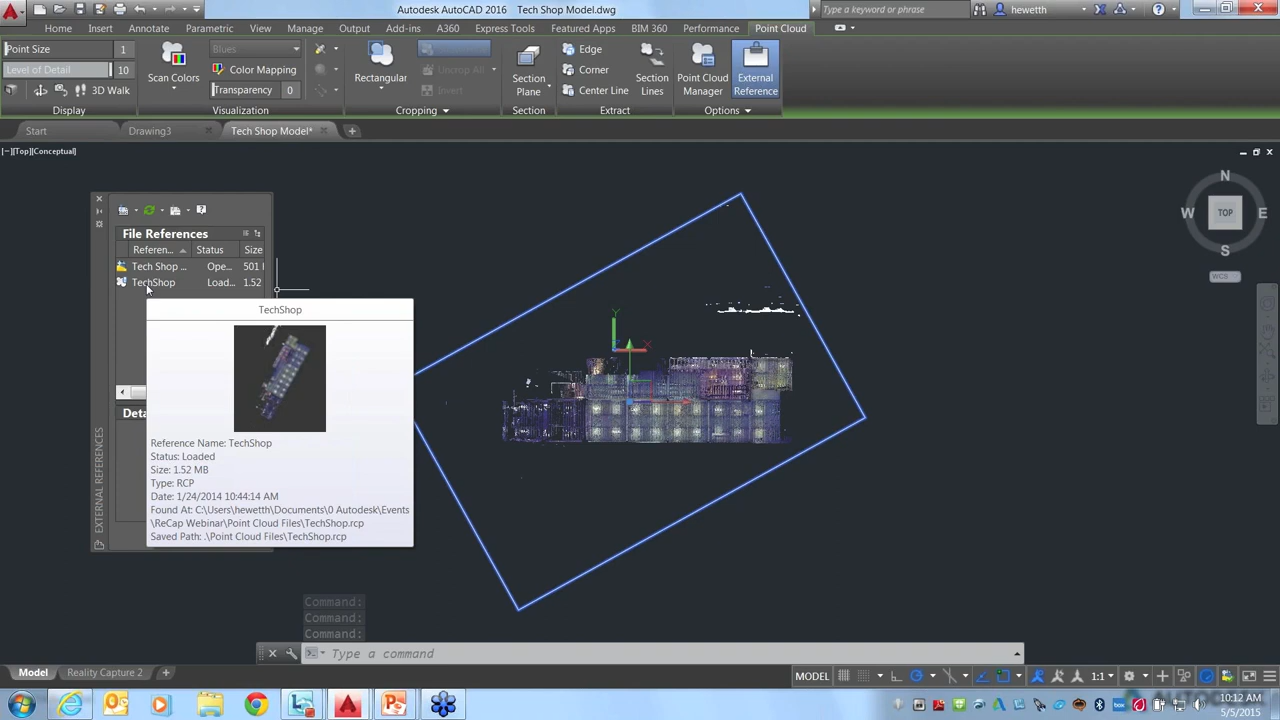 Autodesk AutoCAD 2016 Tech Shop Model.dwg
Type a keyword or phrase
hewetth
Home Insert Annotate Parametric View Manage Output Add-ins A360 Express Tools Featured Apps BIM 360 Performance Point Cloud
Point Size 1
Level of Detail 10
3D Walk
Display
Scan Colors
Blues
Color Mapping
Transparency 0
Visualization
Rectangular
Uncrop All
Invert
Cropping
Section
Plane
Section
Edge
Corner
Center Line
Section
Lines
Extract
Point Cloud
Manager
External
Reference
Options
Start Drawing3 Tech Shop Model*
[−][Top][Conceptual]
N
W TOP E
S
WCS
File References
Referen... Status Size
Tech Shop ... Ope... 501
TechShop Load... 1.52
Deta
EXTERNAL REFERENCES
TechShop
Reference Name: TechShop
Status: Loaded
Size: 1.52 MB
Type: RCP
Date: 1/24/2014 10:44:14 AM
Found At: C:\Users\hewetth\Documents\0 Autodesk\Events
\ReCap Webinar\Point Cloud Files\TechShop.rcp
Saved Path: .\Point Cloud Files\TechShop.rcp
Y
X
Command:
Command:
Command:
Type a command
Model Reality Capture 2
MODEL 1:1
10:12 AM
5/5/2015